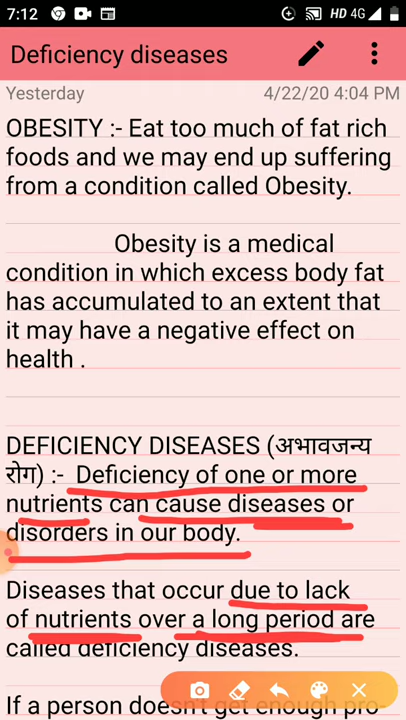 7:12
HD 4G
Deficiency diseases
Yesterday 4/22/20 4:04 PM
OBESITY :- Eat too much of fat rich
foods and we may end up suffering
from a condition called Obesity.
Obesity is a medical
condition in which excess body fat
has accumulated to an extent that
it may have a negative effect on
health .
DEFICIENCY DISEASES (अभावजन्य
रोग) :- Deficiency of one or more
nutrients can cause diseases or
disorders in our body.
Diseases that occur due to lack
of nutrients over a long period are
called deficiency diseases.
If a person doesn't get enough pro-